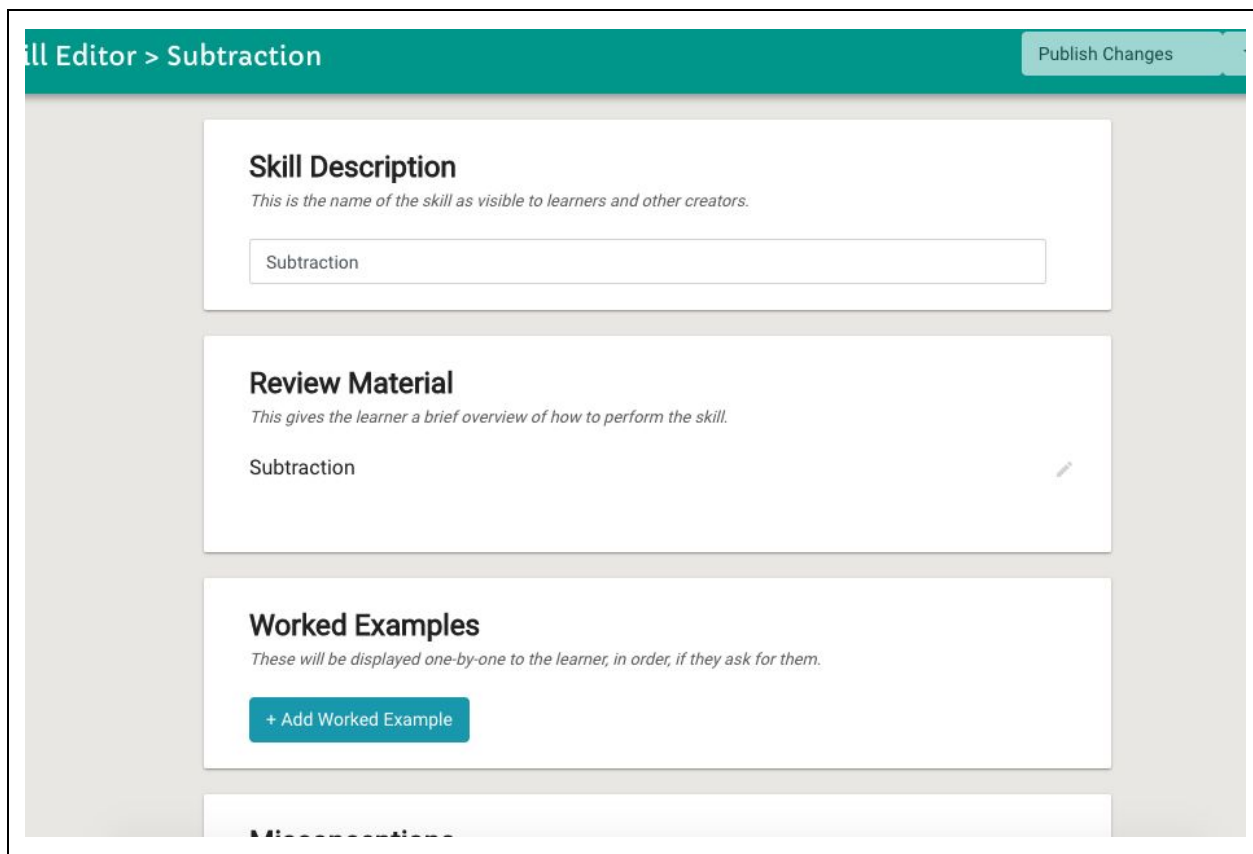 ill Editor > Subtraction
Publish Changes
Skill Description
This is the name of the skill as visible to learners and other creators.
Subtraction
Review Material
This gives the learner a brief overview of how to perform the skill.
Subtraction
Worked Examples
These will be displayed one-by-one to the learner, in order, if they ask for them.
+ Add Worked Example